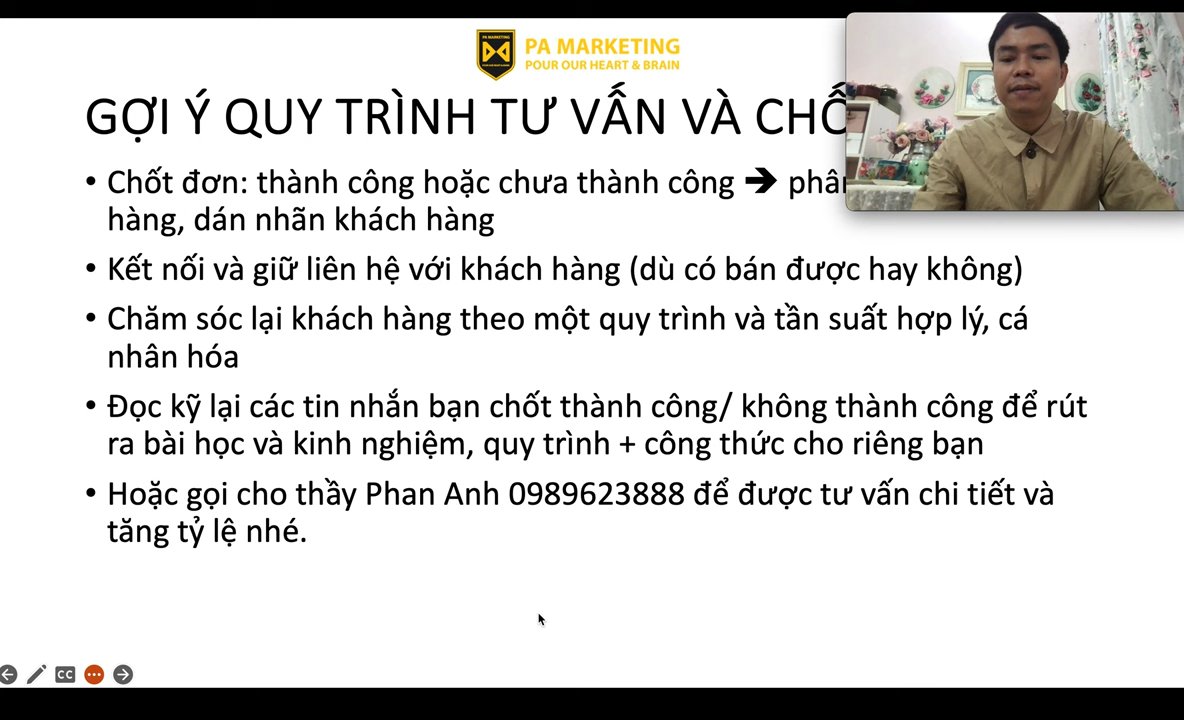 PA MARKETING
PA MARKETING
POUR OUR HEART & BRAIN
GỢI Ý QUY TRÌNH TƯ VẤN VÀ CHỐ
• Chốt đơn: thành công hoặc chưa thành công ➔ phân
hàng, dán nhãn khách hàng
• Kết nối và giữ liên hệ với khách hàng (dù có bán được hay không)
• Chăm sóc lại khách hàng theo một quy trình và tần suất hợp lý, cá
nhân hóa
• Đọc kỹ lại các tin nhắn bạn chốt thành công/ không thành công để rút
ra bài học và kinh nghiệm, quy trình + công thức cho riêng bạn
• Hoặc gọi cho thầy Phan Anh 0989623888 để được tư vấn chi tiết và
tăng tỷ lệ nhé.
CC